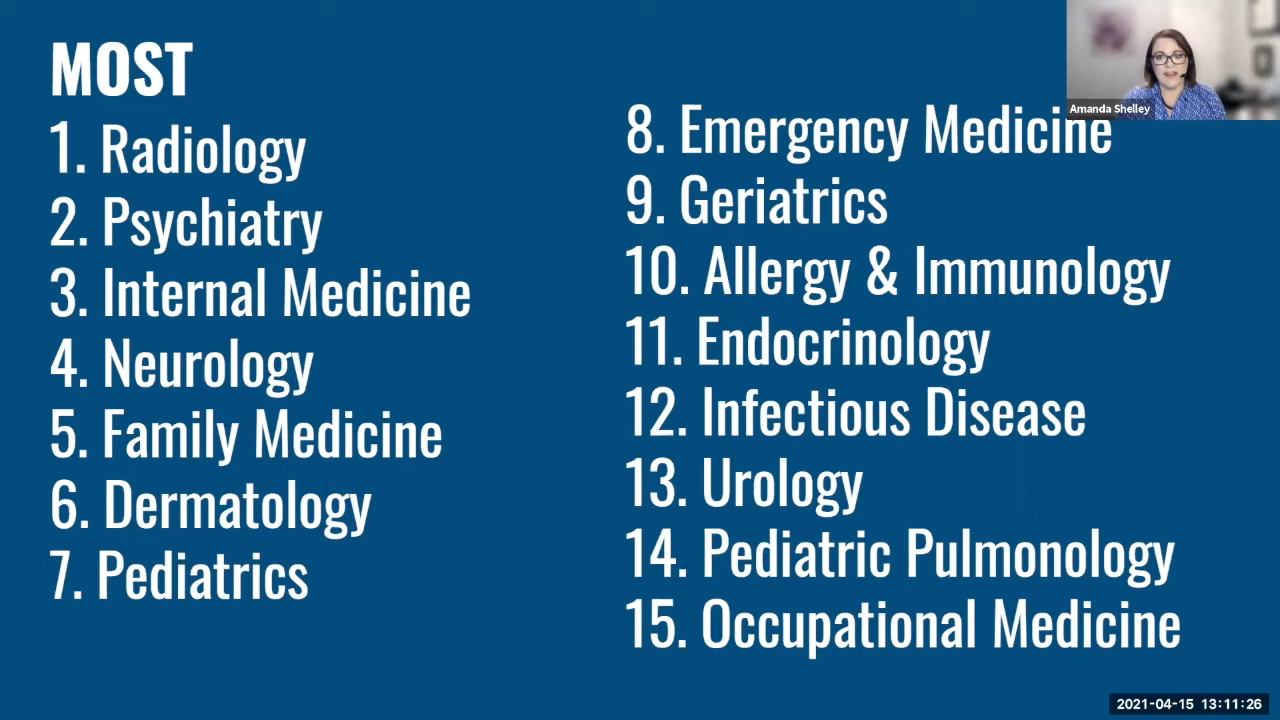 MOST
1. Radiology
2. Psychiatry
3. Internal Medicine
4. Neurology
5. Family Medicine
6. Dermatology
7. Pediatrics
8. Emergency Medicine
9. Geriatrics
10. Allergy & Immunology
11. Endocrinology
12. Infectious Disease
13. Urology
14. Pediatric Pulmonology
15. Occupational Medicine
Amanda Shelley
2021-04-15 13:11:26